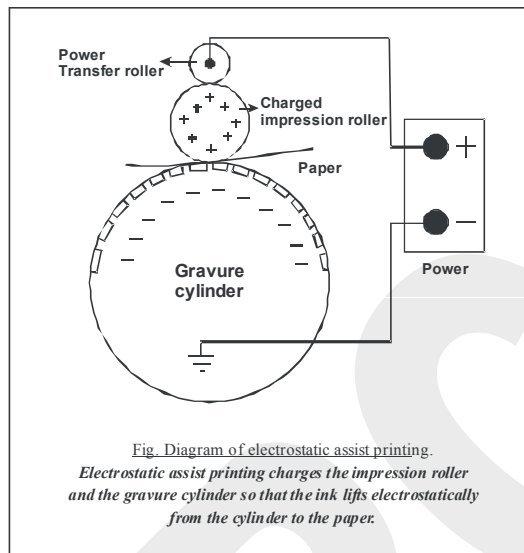 Power
Transfer roller
Charged
impression roller
Paper
Gravure
cylinder
+
−
Power
Fig. Diagram of electrostatic assist printing.
Electrostatic assist printing charges the impression roller
and the gravure cylinder so that the ink lifts electrostatically
from the cylinder to the paper.